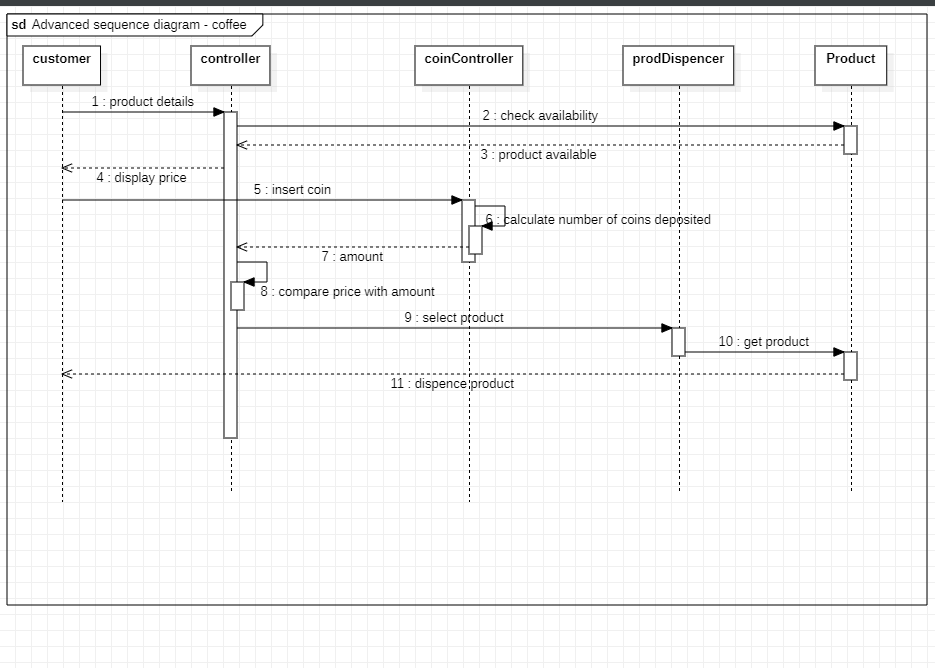 sd Advanced sequence diagram - coffee
customer
controller
coinController
prodDispencer
Product
1 : product details
2 : check availability
3 : product available
4 : display price
5 : insert coin
6 : calculate number of coins deposited
7 : amount
8 : compare price with amount
9 : select product
10 : get product
11 : dispence product